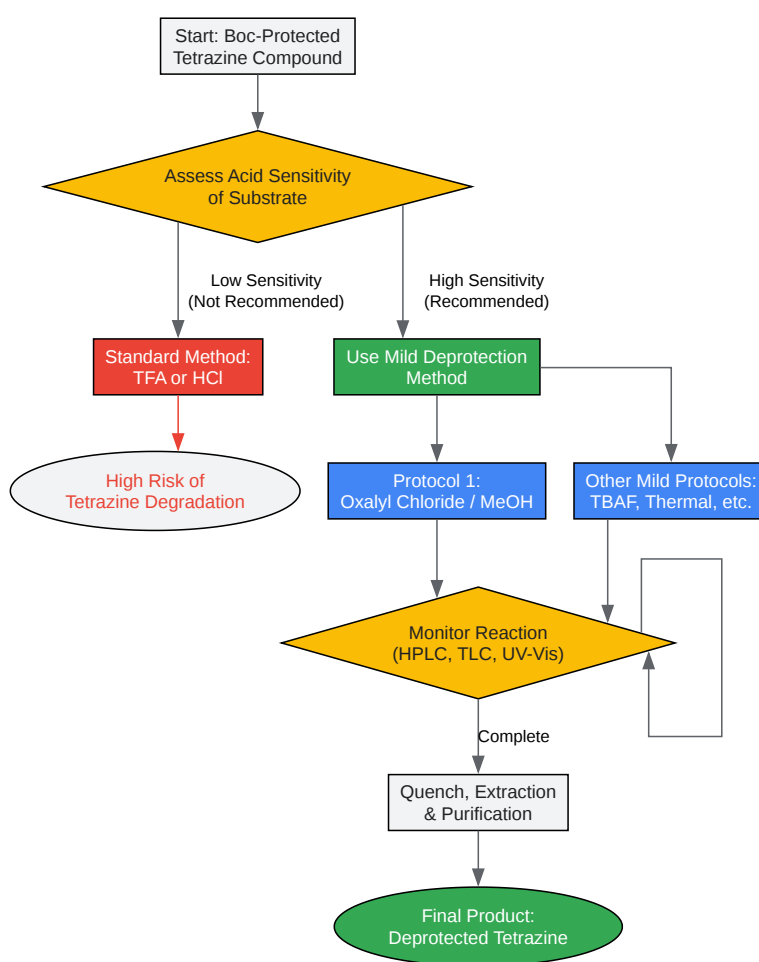 Start: Boc-Protected
Tetrazine Compound
Assess Acid Sensitivity
of Substrate
Low Sensitivity
(Not Recommended)
High Sensitivity
(Recommended)
Standard Method:
TFA or HCl
Use Mild Deprotection
Method
High Risk of
Tetrazine Degradation
Protocol 1:
Oxalyl Chloride / MeOH
Other Mild Protocols:
TBAF, Thermal, etc.
Monitor Reaction
(HPLC, TLC, UV-Vis)
Complete
Quench, Extraction
& Purification
Final Product:
Deprotected Tetrazine